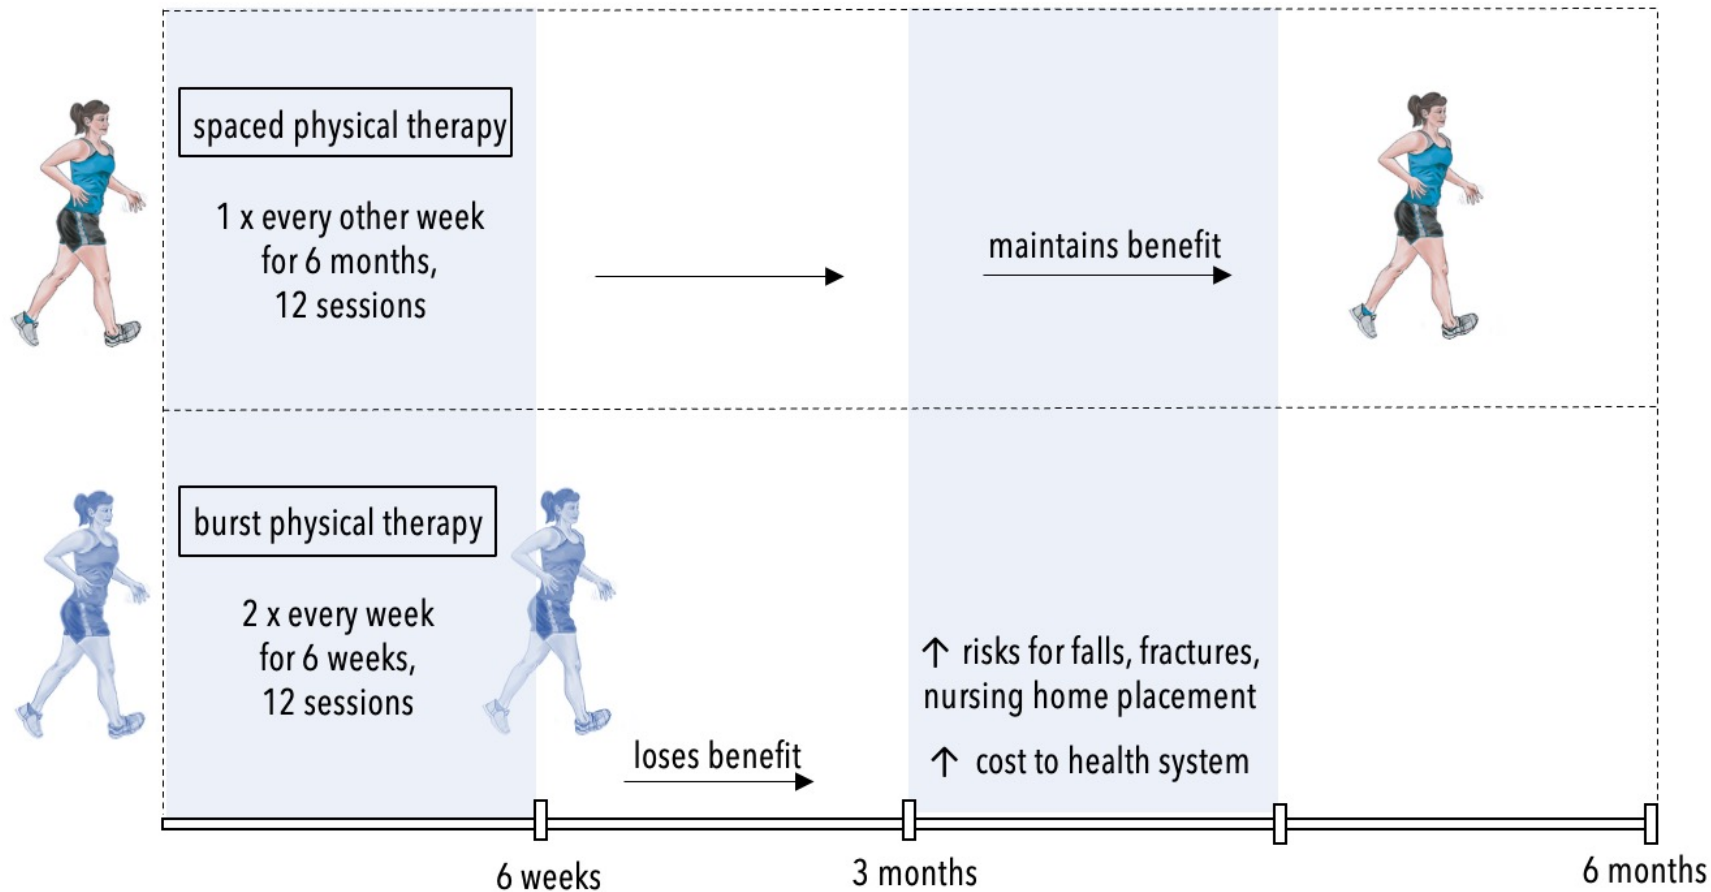 spaced physical therapy
1 x every other week
for 6 months,
12 sessions
maintains benefit
burst physical therapy
2 x every week
for 6 weeks,
12 sessions
loses benefit
↑ risks for falls, fractures,
nursing home placement
↑ cost to health system
6 weeks
3 months
6 months